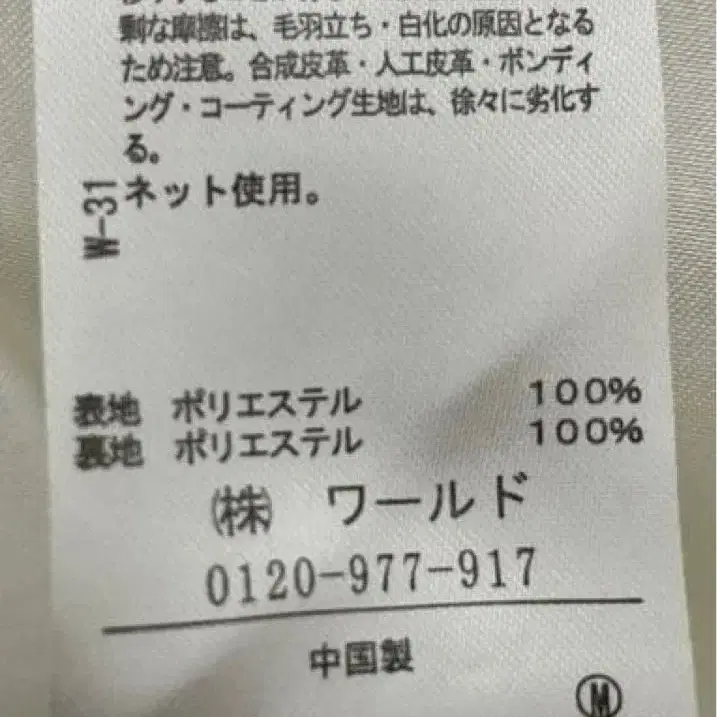 剰な摩擦は、毛羽立ち・白化の原因となる
ため注意。合成皮革・人工皮革・ボンディ
ング・コーティング生地は、徐々に劣化す
る。
W-31
ネット使用。
表地 ポリエステル 100%
裏地 ポリエステル 100%
㈱ ワールド
0120-977-917
中国製
Ⓜ